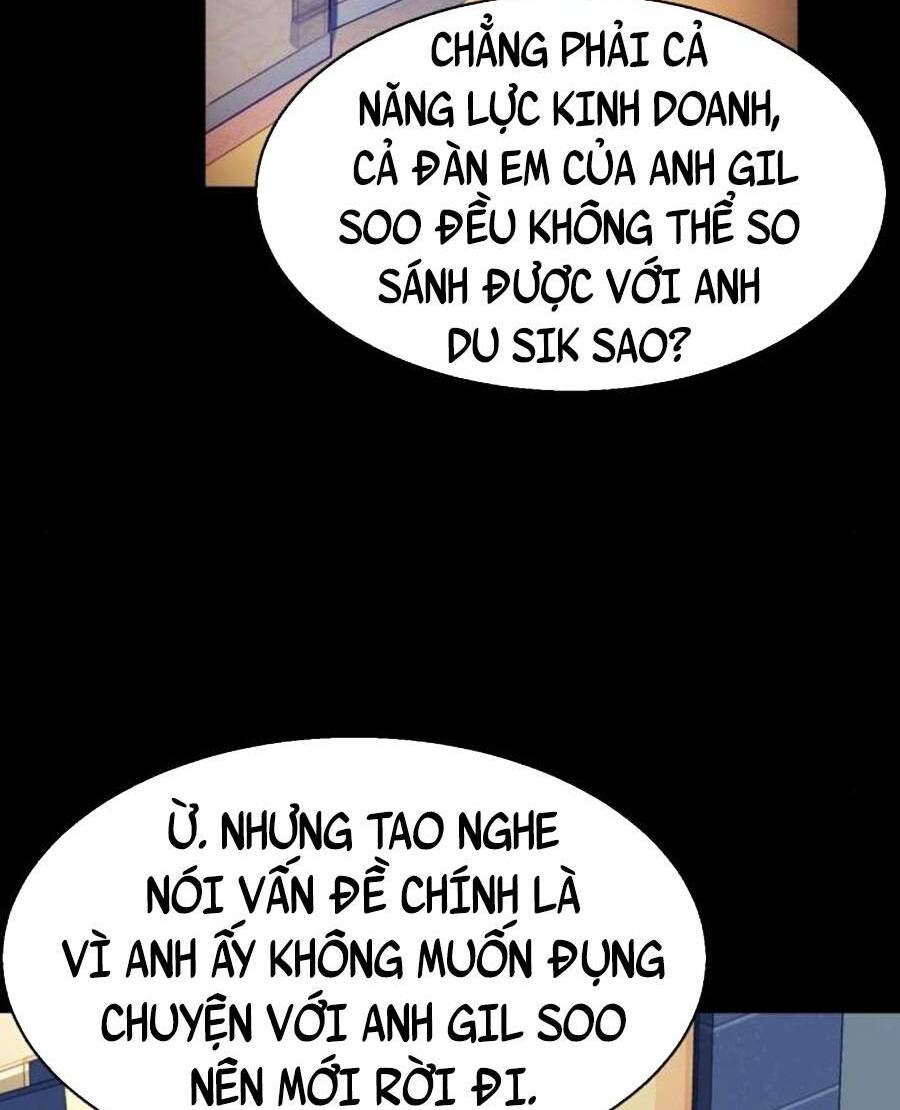 CHẲNG PHẢI CẢ
NĂNG LỰC KINH DOANH,
CẢ ĐÀN EM CỦA ANH GIL
SOO ĐỀU KHÔNG THỂ SO
SÁNH ĐƯỢC VỚI ANH
DU SIK SAO?
Ừ. NHƯNG TAO NGHE
NÓI VẤN ĐỀ CHÍNH LÀ
VÌ ANH ẤY KHÔNG MUỐN ĐỤNG
CHUYỆN VỚI ANH GIL SOO
NÊN MỚI RỜI ĐI.